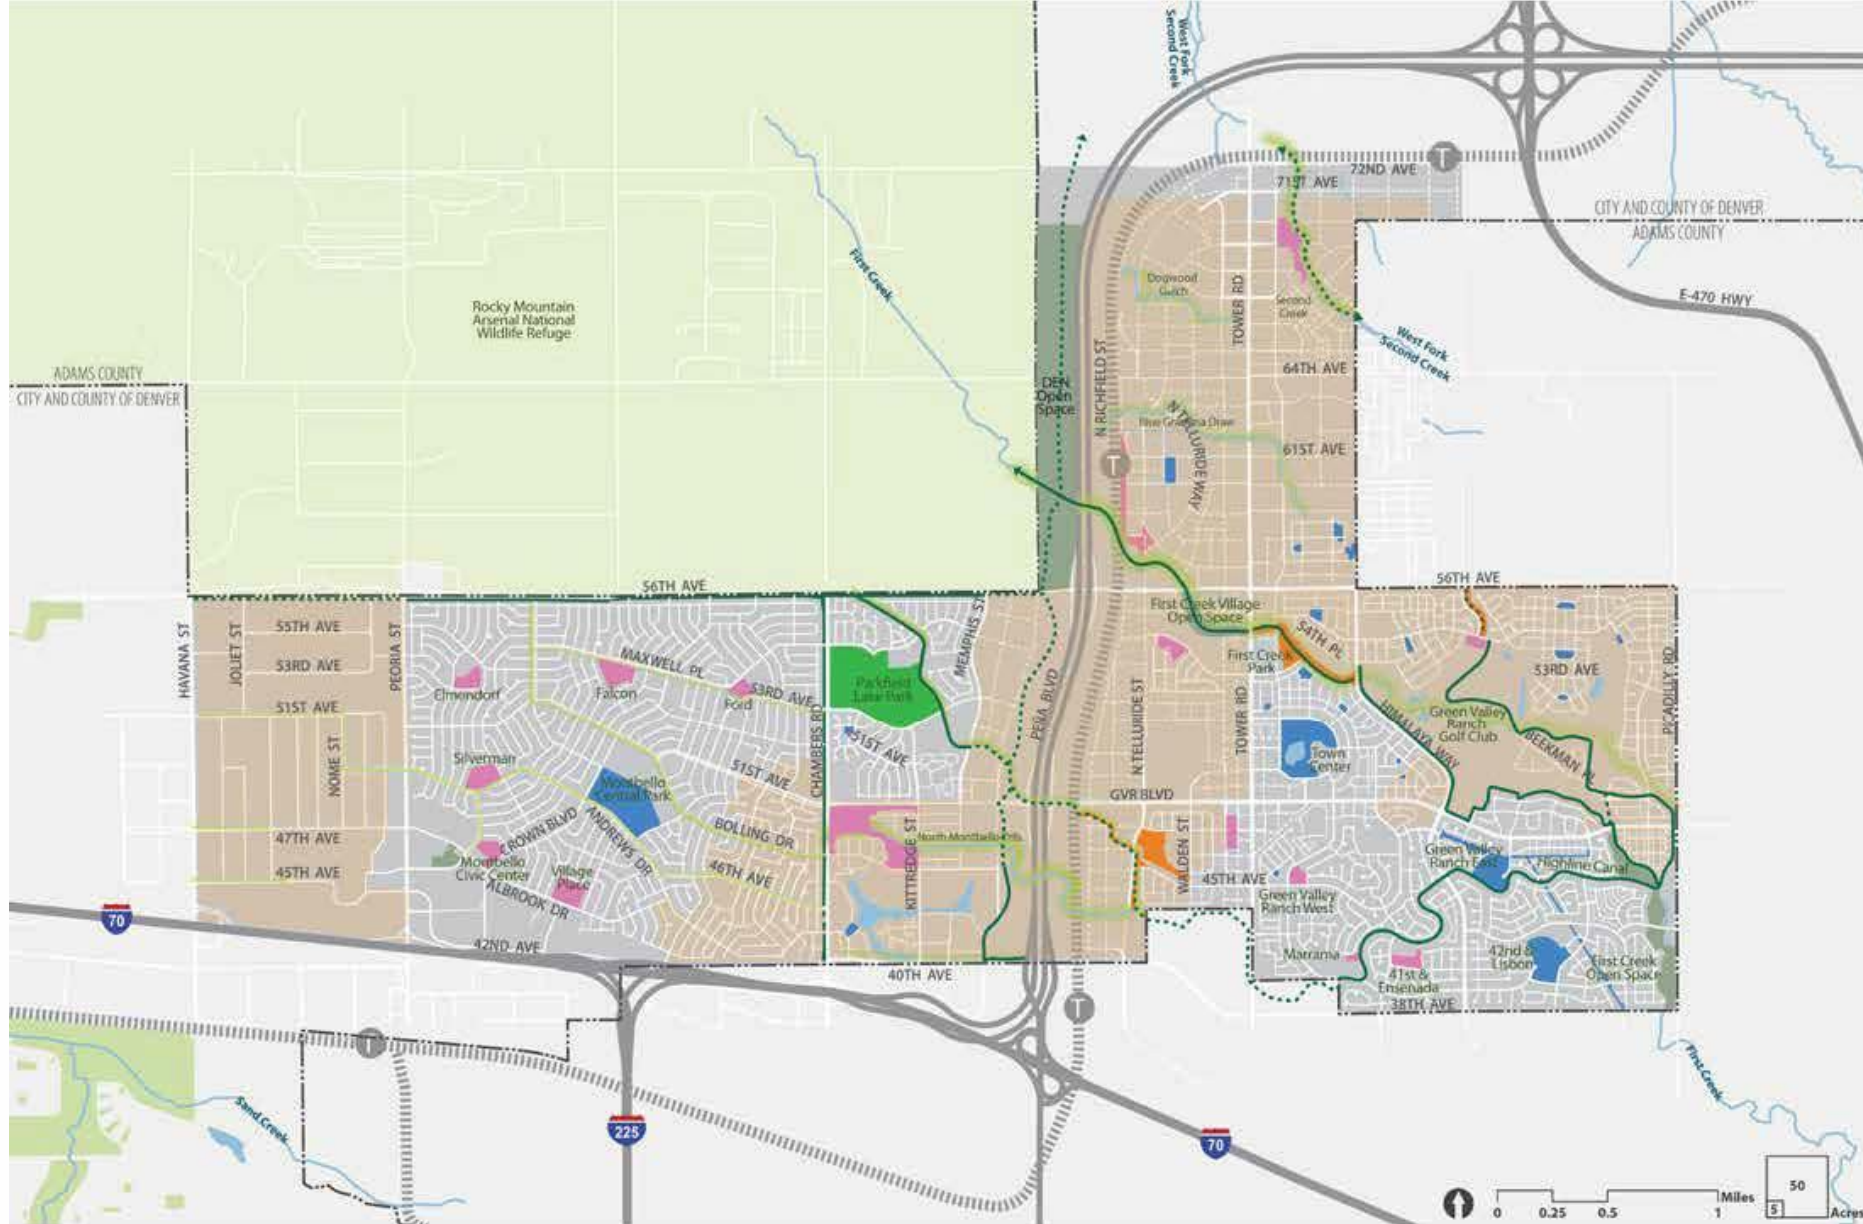 West Fork
Second Creek
72ND AVE
71ST AVE
CITY AND COUNTY OF DENVER
ADAMS COUNTY
First Creek
Dogwood
Gulch
TOWER RD
E-470 HWY
Second
Creek
Rocky Mountain
Arsenal National
Wildlife Refuge
West Fork
Second Creek
N RICHFIELD ST
64TH AVE
ADAMS COUNTY
CITY AND COUNTY OF DENVER
DEN
Open
Space
N TELLURIDE WAY
Blue Gramma Draw
61ST AVE
T
T
56TH AVE
56TH AVE
First Creek Village
Open Space
HAVANA ST
JOLIET ST
55TH AVE
PEORIA ST
MEMPHIS ST
54TH PL
53RD AVE
MAXWELL PL
First Creek
Park
53RD AVE
PICADILLY RD
Elmendorf
Falcon
53RD AVE
Ford
Parkfield
Lake Park
51ST AVE
CHAMBERS RD
PEÑA BLVD
N TELLURIDE ST
TOWER RD
HIMALAYA WAY
Green Valley
Ranch
Golf Club
BEEKMAN PL
51ST AVE
NOME ST
Silverman
51ST AVE
Town
Center
Montbello
Central Park
GVR BLVD
47TH AVE
CROWN BLVD
ANDREWS DR
BOLLING DR
KITTREDGE ST
WALDEN ST
Green Valley
Ranch East
Highline Canal
45TH AVE
Montbello
Civic Center
Village
Place
46TH AVE
45TH AVE
Green Valley
Ranch West
ALBROOK DR
70
42ND AVE
40TH AVE
Marrama
41st &
Ensenada
42nd &
Lisbon
First Creek
Open Space
38TH AVE
T
T
First Creek
Sand Creek
225
70
50
5
Acres
Miles
0
0.25
0.5
1